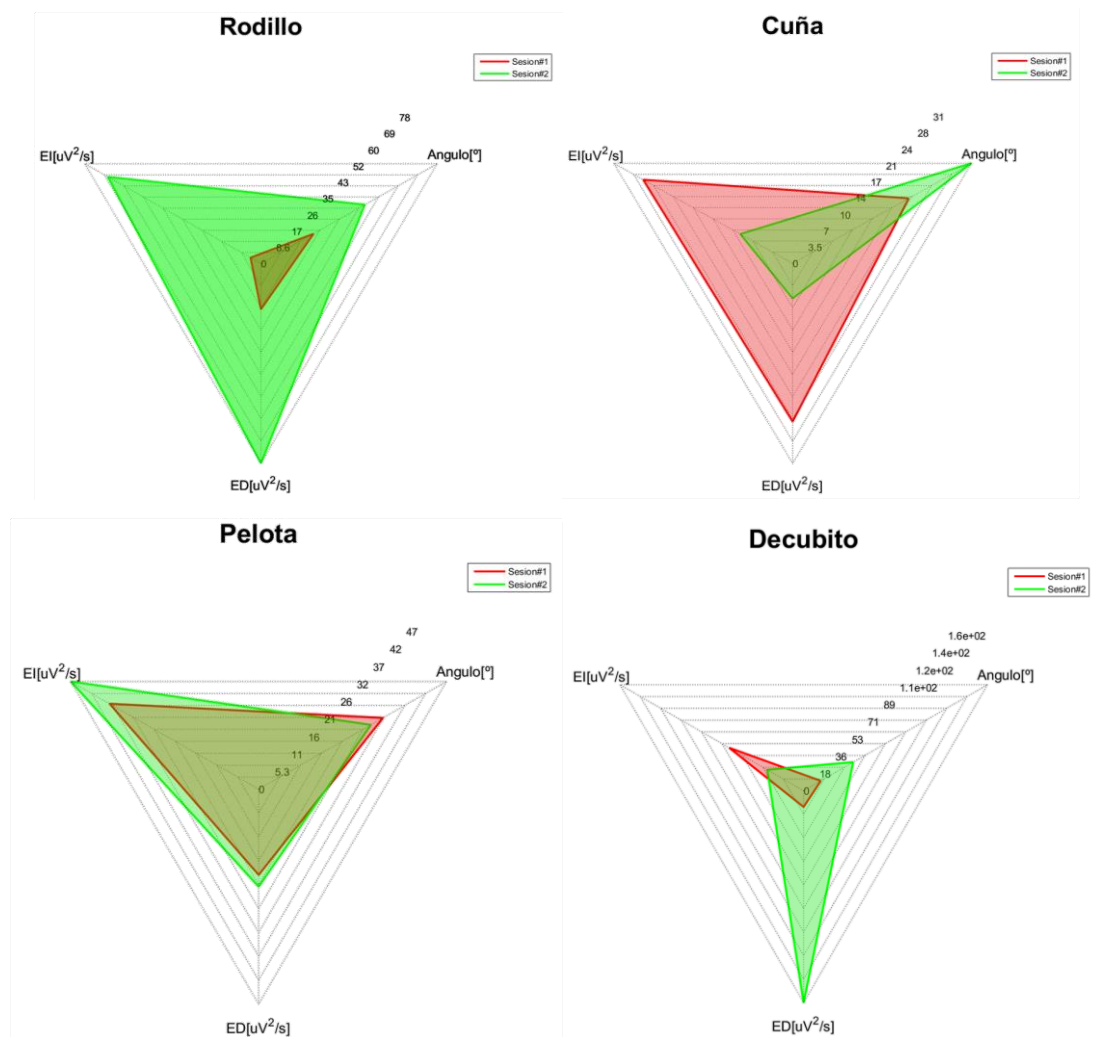 Rodillo
Sesion#1
Sesion#2
78
69
60
52
43
35
26
17
8.6
0
EI[uV²/s]
Angulo[º]
ED[uV²/s]
Cuña
Sesion#1
Sesion#2
31
28
24
21
17
14
10
7
3.5
0
EI[uV²/s]
Angulo[º]
ED[uV²/s]
Pelota
Sesion#1
Sesion#2
47
42
37
32
26
21
16
11
5.3
0
EI[uV²/s]
Angulo[º]
ED[uV²/s]
Decubito
Sesion#1
Sesion#2
1.6e+02
1.4e+02
1.2e+02
1.1e+02
89
71
53
36
18
0
EI[uV²/s]
Angulo[º]
ED[uV²/s]